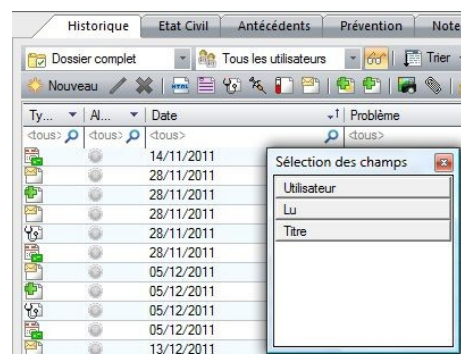 Historique Etat Civil Antécédents Prévention Note
Dossier complet Tous les utilisateurs Trier
Nouveau HTML
Ty... Al... Date Problème
<tous> <tous> <tous> <tous>
14/11/2011 Sélection des champs
28/11/2011 Utilisateur
28/11/2011 Lu
28/11/2011 Titre
28/11/2011
28/11/2011
05/12/2011
05/12/2011
05/12/2011
05/12/2011
13/12/2011